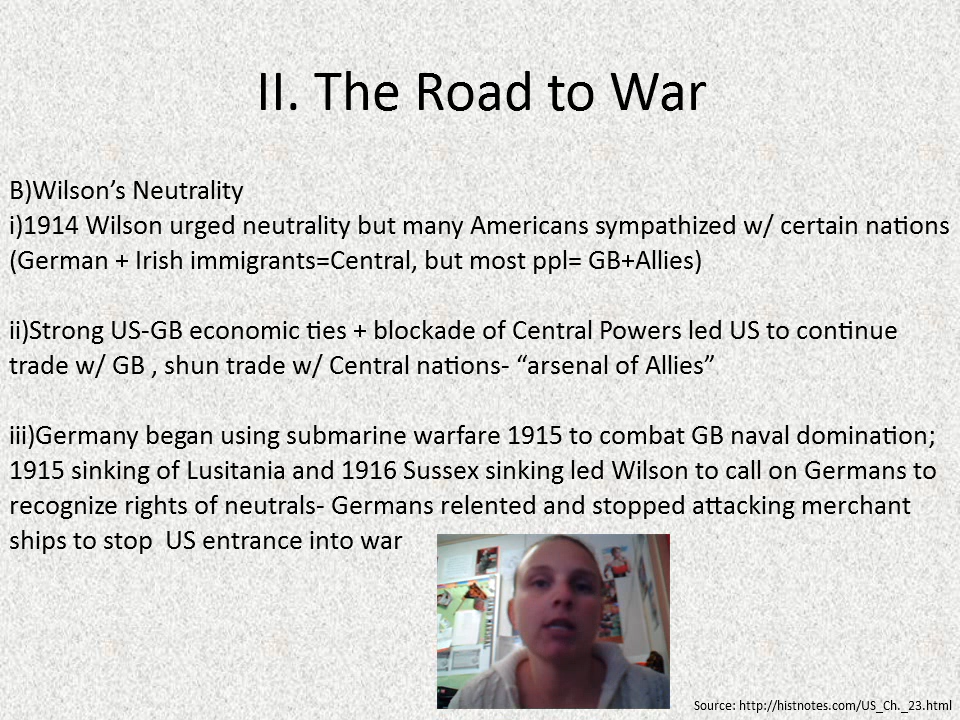 II. The Road to War
B)Wilson’s Neutrality
i)1914 Wilson urged neutrality but many Americans sympathized w/ certain nations
(German + Irish immigrants=Central, but most ppl= GB+Allies)
ii)Strong US-GB economic ties + blockade of Central Powers led US to continue
trade w/ GB , shun trade w/ Central nations- “arsenal of Allies”
iii)Germany began using submarine warfare 1915 to combat GB naval domination;
1915 sinking of Lusitania and 1916 Sussex sinking led Wilson to call on Germans to
recognize rights of neutrals- Germans relented and stopped attacking merchant
ships to stop  US entrance into war
Source: http://histnotes.com/US_Ch._23.html